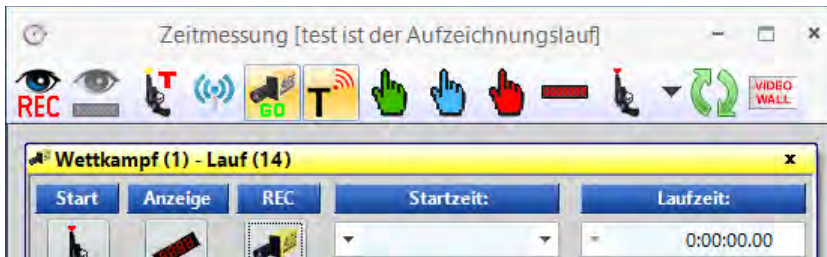 Zeitmessung [test ist der Aufzeichnungslauf]
REC T GO T VIDEO
WALL
Wettkampf (1) - Lauf (14) x
Start Anzeige REC Startzeit: Laufzeit:
0:00:00.00